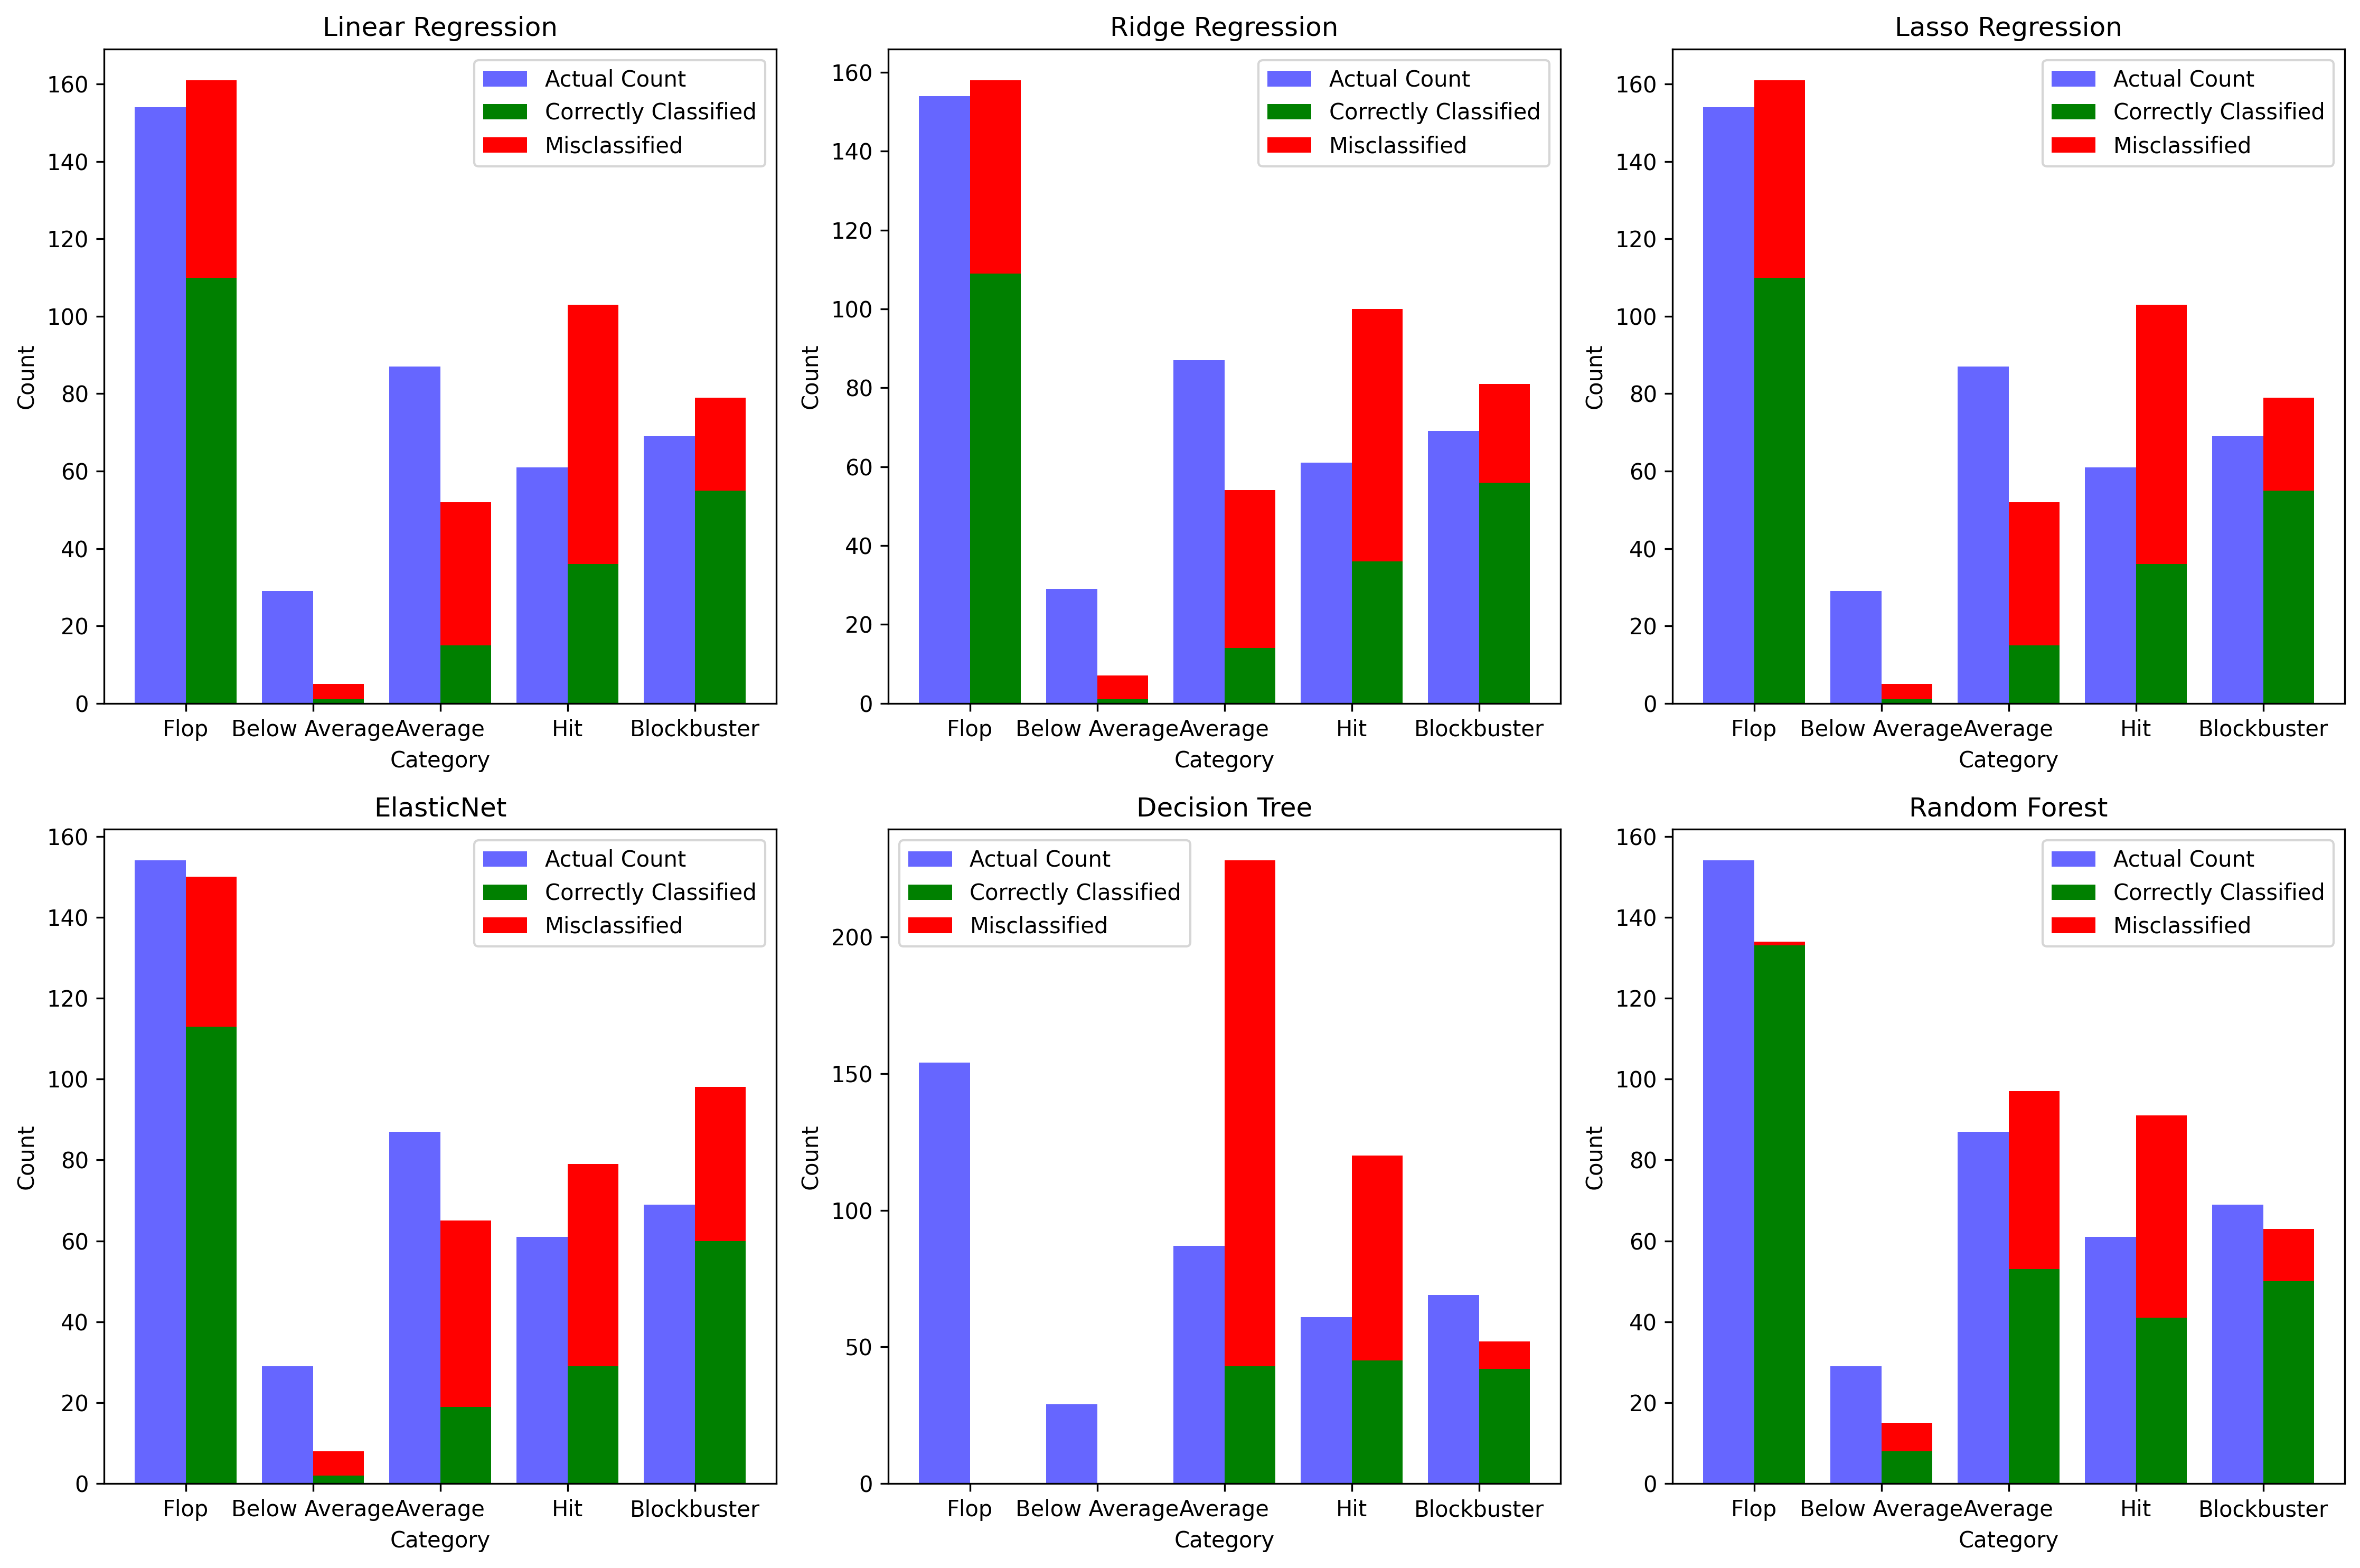 Linear Regression
160
140
120
100
80
60
40
20
0
Count
Actual Count
Correctly Classified
Misclassified
Flop Below Average Average Hit Blockbuster
Category
Ridge Regression
160
140
120
100
80
60
40
20
0
Count
Actual Count
Correctly Classified
Misclassified
Flop Below Average Average Hit Blockbuster
Category
Lasso Regression
160
140
120
100
80
60
40
20
0
Count
Actual Count
Correctly Classified
Misclassified
Flop Below Average Average Hit Blockbuster
Category
ElasticNet
160
140
120
100
80
60
40
20
0
Count
Actual Count
Correctly Classified
Misclassified
Flop Below Average Average Hit Blockbuster
Category
Decision Tree
200
150
100
50
0
Count
Actual Count
Correctly Classified
Misclassified
Flop Below Average Average Hit Blockbuster
Category
Random Forest
160
140
120
100
80
60
40
20
0
Count
Actual Count
Correctly Classified
Misclassified
Flop Below Average Average Hit Blockbuster
Category